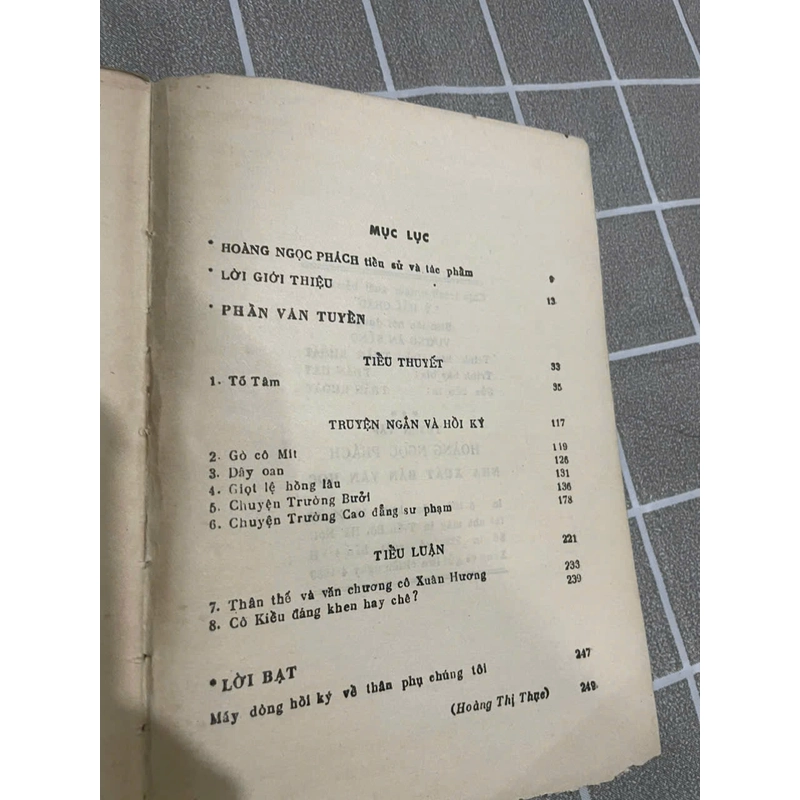 MỤC LỤC
* HOÀNG NGỌC PHÁCH tiểu sử và tác phẩm 9
* LỜI GIỚI THIỆU 13
* PHẦN VĂN TUYỂN
TIỂU THUYẾT 33
1. Tố Tâm 35
TRUYỆN NGẮN VÀ HỒI KÝ 117
2. Gò cô Mít 119
3. Dây oan 126
4. Giọt lệ hồng lâu 131
5. Chuyện Trường Bưởi 136
6. Chuyện Trường Cao đẳng sư phạm 178
TIỂU LUẬN 221
7. Thân thế và văn chương cô Xuân Hương 233
8. Cô Kiều đáng khen hay chê? 239
* LỜI BẠT 247
Mấy dòng hồi ký về thân phụ chúng tôi
(Hoàng Thị Thục) 249